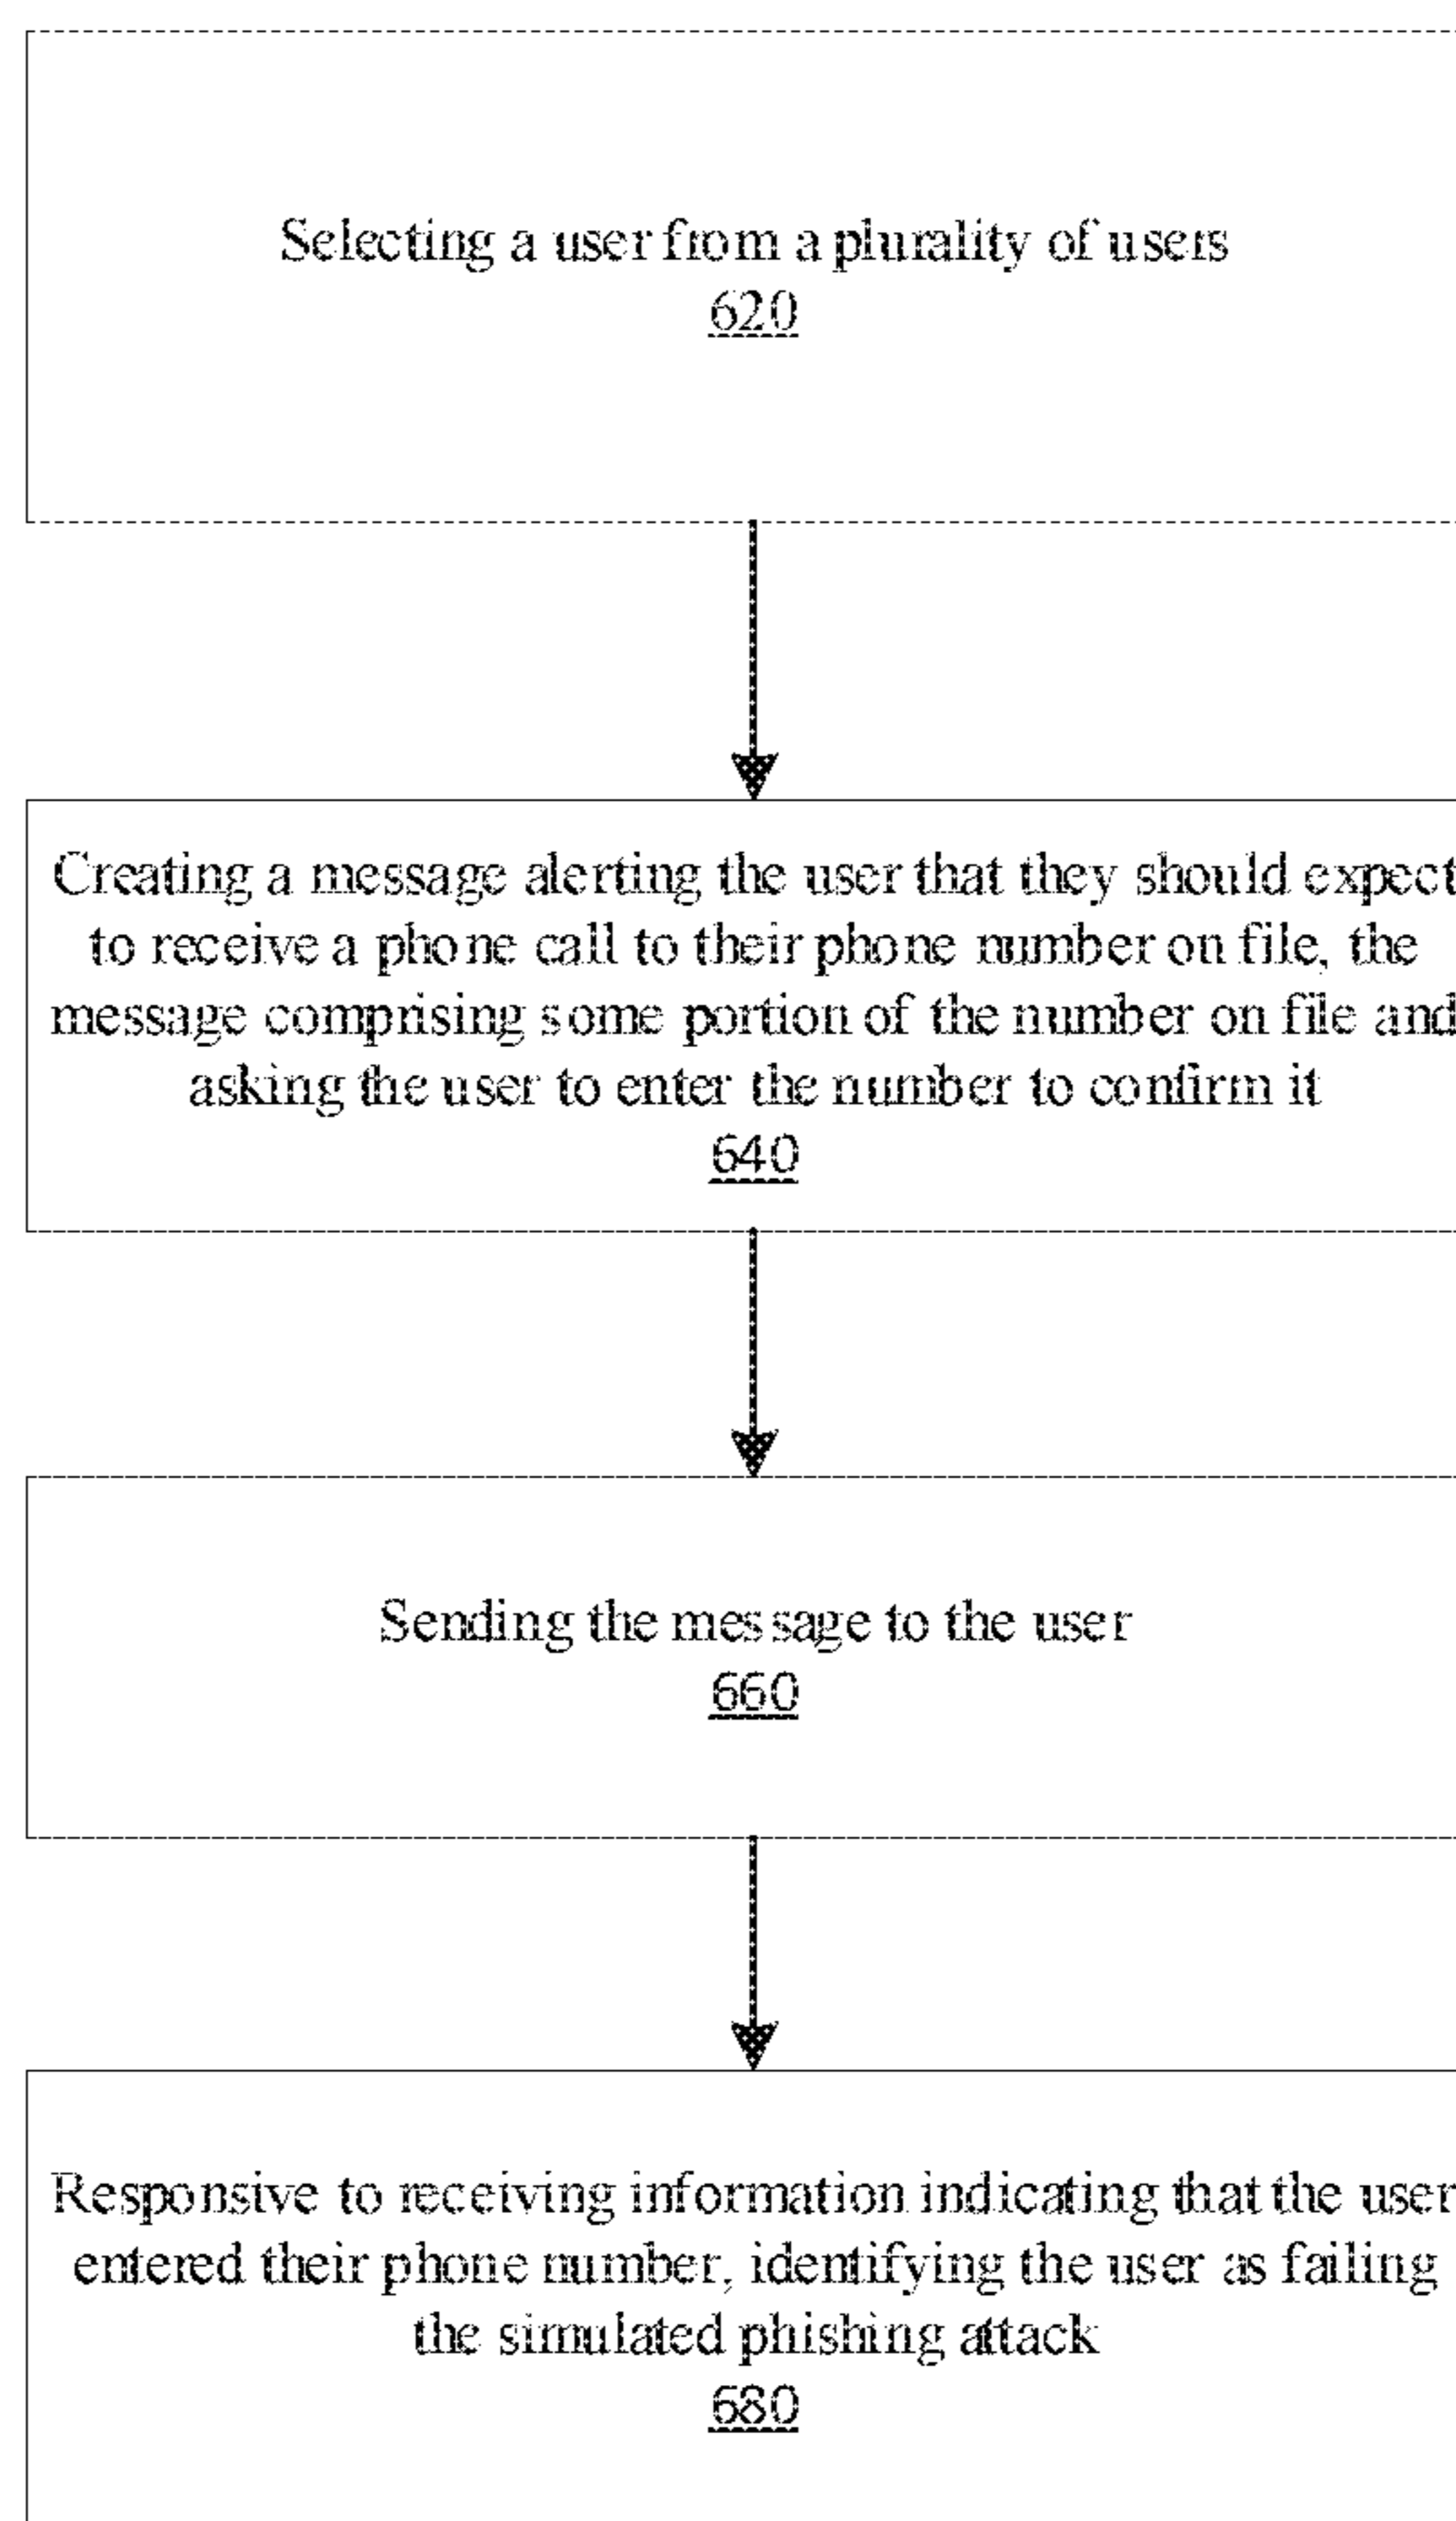 Selecting a user from a plurality of users
620
Creating a message alerting the user that they should expect
to receive a phone call to their phone number on file, the
message comprising some portion of the number on file and
asking the user to enter the number to confirm it
640
Sending the message to the user
660
Responsive to receiving information indicating that the user
entered their phone number, identifying the user as failing
the simulated phishing attack
680